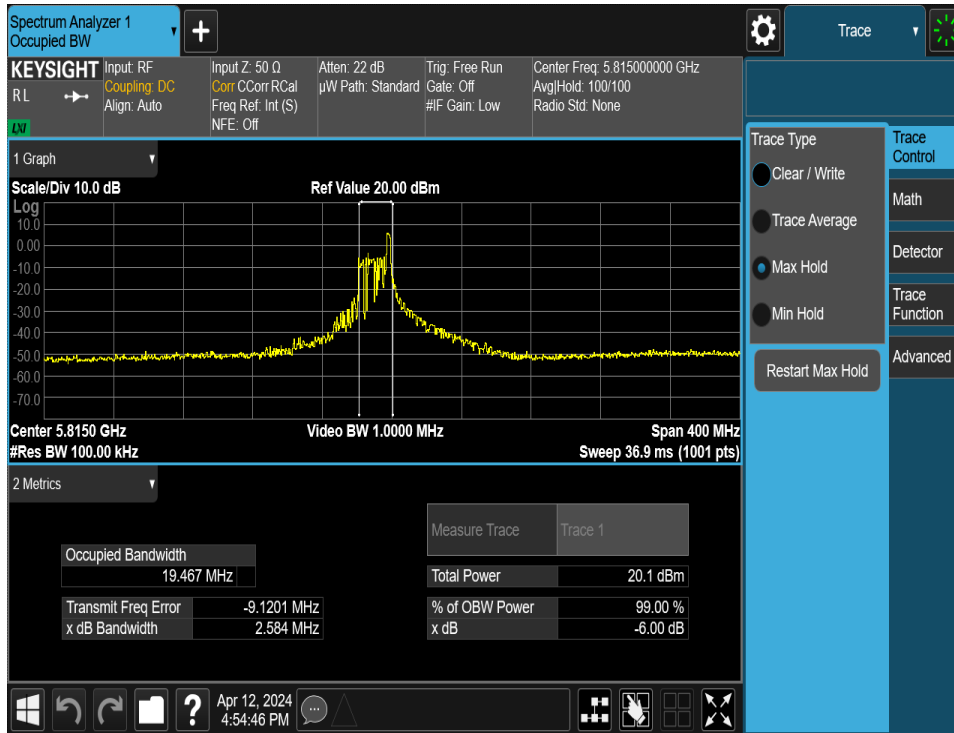 Spectrum Analyzer 1
Occupied BW
▼
+
Trace
▼
KEYSIGHT
R L
LXI
Input: RF
Coupling: DC
Align: Auto
Input Z: 50 Ω
Corr CCorr RCal
Freq Ref: Int (S)
NFE: Off
Atten: 22 dB
µW Path: Standard
Trig: Free Run
Gate: Off
#IF Gain: Low
Center Freq: 5.815000000 GHz
Avg|Hold: 100/100
Radio Std: None
1 Graph ▼
Scale/Div 10.0 dB
Ref Value 20.00 dBm
Log
10.0
0.00
-10.0
-20.0
-30.0
-40.0
-50.0
-60.0
-70.0
Center 5.8150 GHz
Video BW 1.0000 MHz
Span 400 MHz
#Res BW 100.00 kHz
Sweep 36.9 ms (1001 pts)
2 Metrics ▼
Measure Trace Trace 1
Occupied Bandwidth
19.467 MHz
Total Power 20.1 dBm
Transmit Freq Error -9.1201 MHz
% of OBW Power 99.00 %
x dB Bandwidth 2.584 MHz
x dB -6.00 dB
Trace Type
Clear / Write
Trace Average
Max Hold
Min Hold
Restart Max Hold
Trace
Control
Math
Detector
Trace
Function
Advanced
?
Apr 12, 2024
4:54:46 PM